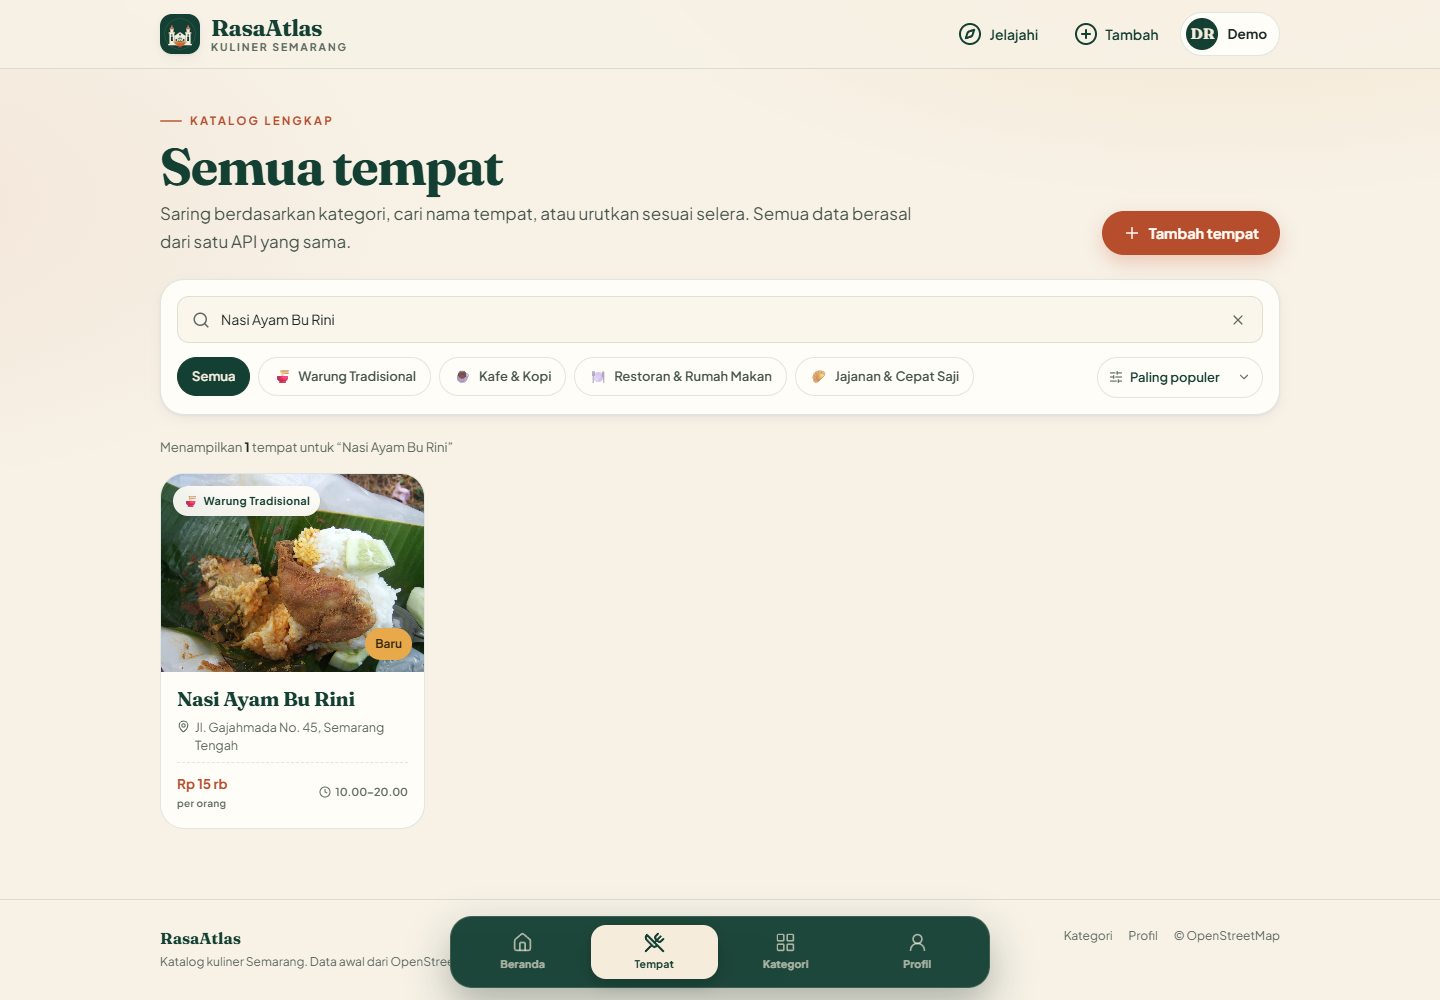 RasaAtlas
KULINER SEMARANG
Jelajahi
Tambah
DR
Demo
KATALOG LENGKAP
Semua tempat
Saring berdasarkan kategori, cari nama tempat, atau urutkan sesuai selera. Semua data berasal
dari satu API yang sama.
Tambah tempat
Nasi Ayam Bu Rini
Semua
Warung Tradisional
Kafe & Kopi
Restoran & Rumah Makan
Jajanan & Cepat Saji
Paling populer
Menampilkan 1 tempat untuk “Nasi Ayam Bu Rini”
Warung Tradisional
Baru
Nasi Ayam Bu Rini
Jl. Gajahmada No. 45, Semarang
Tengah
Rp 15 rb
per orang
10.00–20.00
RasaAtlas
Katalog kuliner Semarang. Data awal dari OpenStree
Kategori
Profil
© OpenStreetMap
Beranda
Tempat
Kategori
Profil